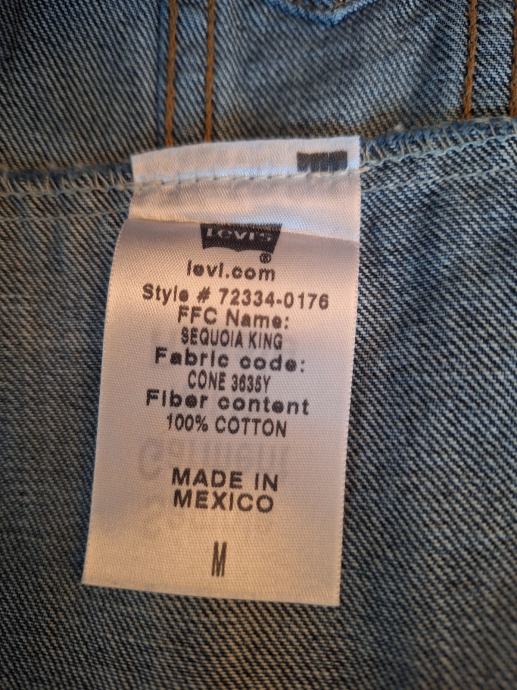 Levi's
®
levi.com
Style # 72334-0176
FFC Name:
SEQUOIA KING
Fabric code:
CONE 3635Y
Fiber content
100% COTTON
MADE IN
MEXICO
M